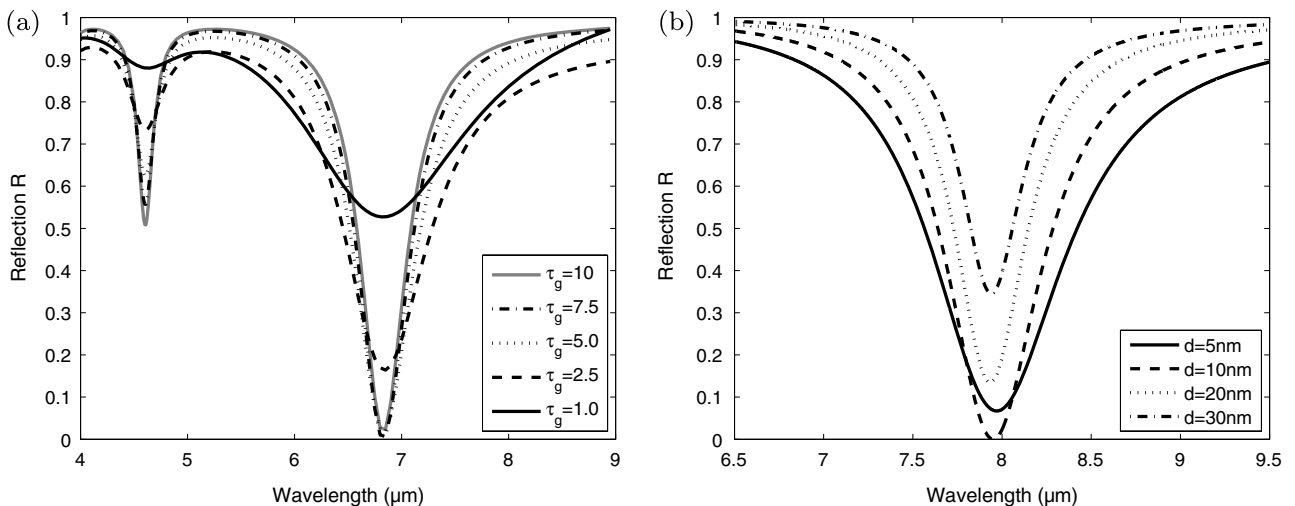 (a)
Reflection R
1
0.9
0.8
0.7
0.6
0.5
0.4
0.3
0.2
0.1
0
4 5 6 7 8 9
Wavelength (µm)
τg=10
τg=7.5
τg=5.0
τg=2.5
τg=1.0
(b)
Reflection R
1
0.9
0.8
0.7
0.6
0.5
0.4
0.3
0.2
0.1
0
6.5 7 7.5 8 8.5 9 9.5
Wavelength (µm)
d=5nm
d=10nm
d=20nm
d=30nm